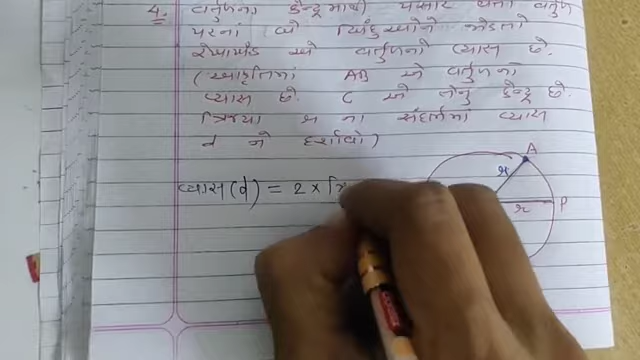 4. વર્તુળના કેન્દ્રમાંથી પસાર થતા વર્તુળ
પરનાં બે બિંદુઓને જોડતો
રેખાખંડ એ વર્તુળનો વ્યાસ છે.
(આકૃતિમાં AB એ વર્તુળનો
વ્યાસ છે. C એ તેનું કેન્દ્ર છે.
ત્રિજ્યા r ના સંદર્ભમાં વ્યાસ
d ને દર્શાવો)
A
r
વ્યાસ (d) = 2 × ત્રિ
r P